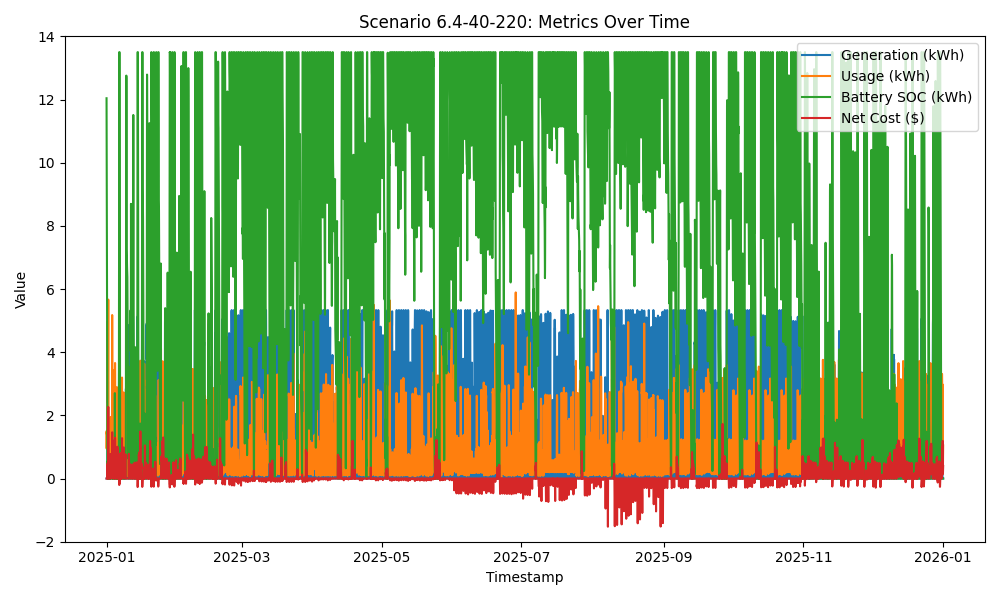 Scenario 6.4-40-220: Metrics Over Time
Generation (kWh)
Usage (kWh)
Battery SOC (kWh)
Net Cost ($)
Value
14
12
10
8
6
4
2
0
−2
2025-01 2025-03 2025-05 2025-07 2025-09 2025-11 2026-01
Timestamp